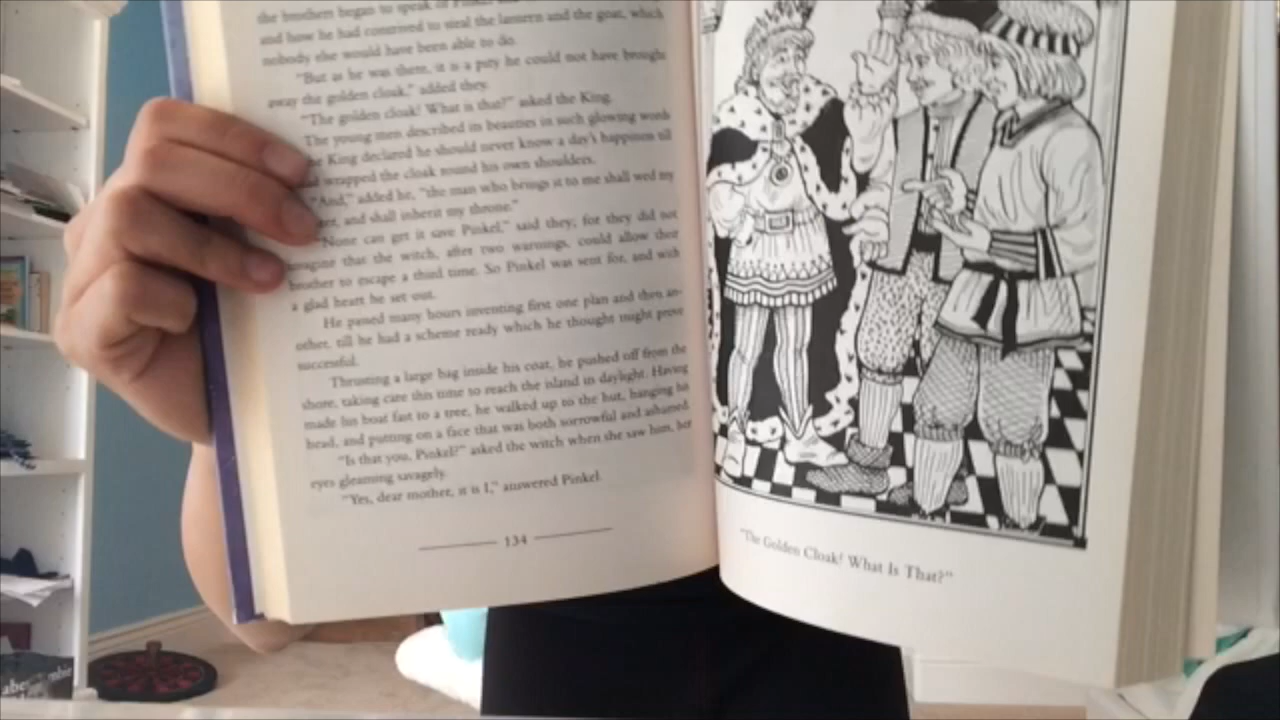 the brothers began to speak of Pinkel
and how he had contrived to steal the lantern and the goat, which
nobody else would have been able to do.
"But as he was there, it is a pity he could not have brought
away the golden cloak," added they.
"The golden cloak! What is that?" asked the King.
The young men described its beauties in such glowing words
King declared he should never know a day's happiness till
wrapped the cloak round his own shoulders.
"And," added he, "the man who brings it to me shall wed my
and shall inherit my throne."
"None can get it save Pinkel," said they; for they did not
imagine that the witch, after two warnings, could allow their
brother to escape a third time. So Pinkel was sent for, and with
a glad heart he set out.
He passed many hours inventing first one plan and then an-
other, till he had a scheme ready which he thought might prove
successful.
Thrusting a large bag inside his coat, he pushed off from the
shore, taking care this time to reach the island in daylight. Having
made his boat fast to a tree, he walked up to the hut, hanging his
head, and putting on a face that was both sorrowful and ashamed.
"Is that you, Pinkel?" asked the witch when she saw him, her
eyes gleaming savagely.
"Yes, dear mother, it is I," answered Pinkel.
134
"The Golden Cloak! What Is That?"